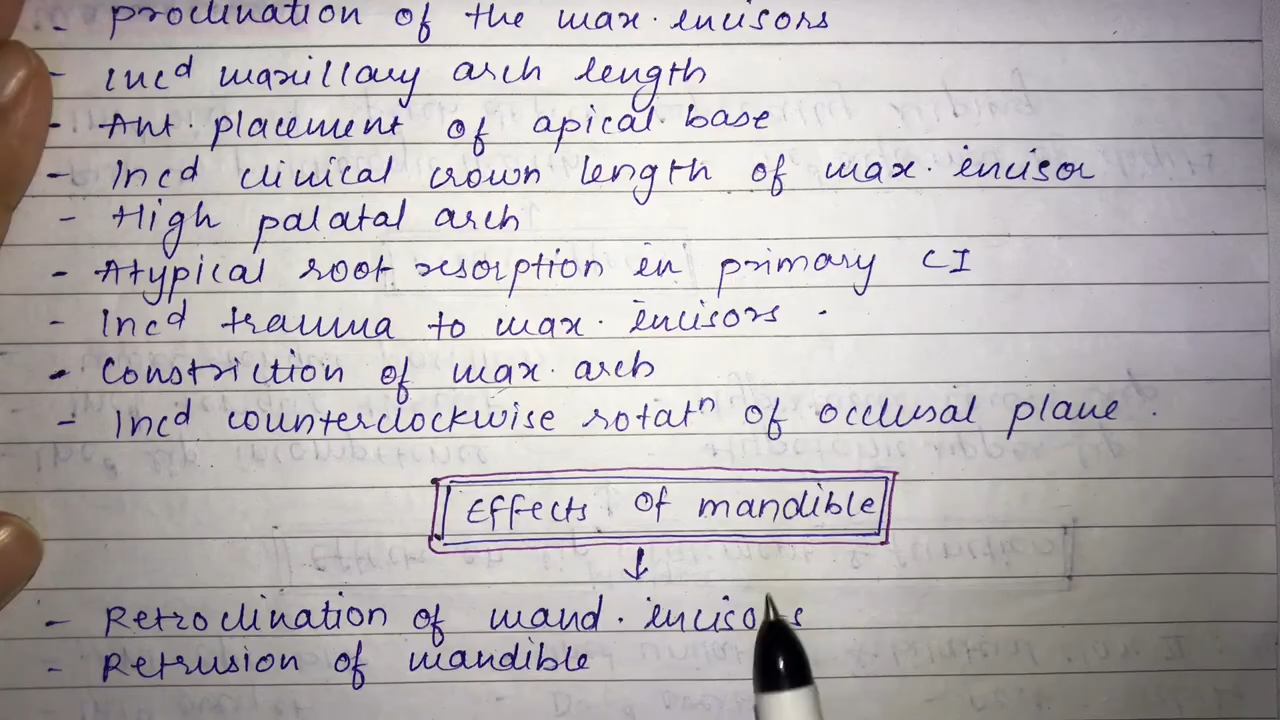 - Proclination of the max. incisors
- Incd maxillary arch length
- Ant. placement of apical base
- Incd clinical crown length of max. incisor
- High palatal arch
- Atypical root resorption in primary CI
- Incd trauma to max. incisors.
- Constriction of max. arch
- Incd counterclockwise rotatn of occlusal plane.
Effects of mandible
↓
- Retroclination of mand. incisors
- Retrusion of mandible